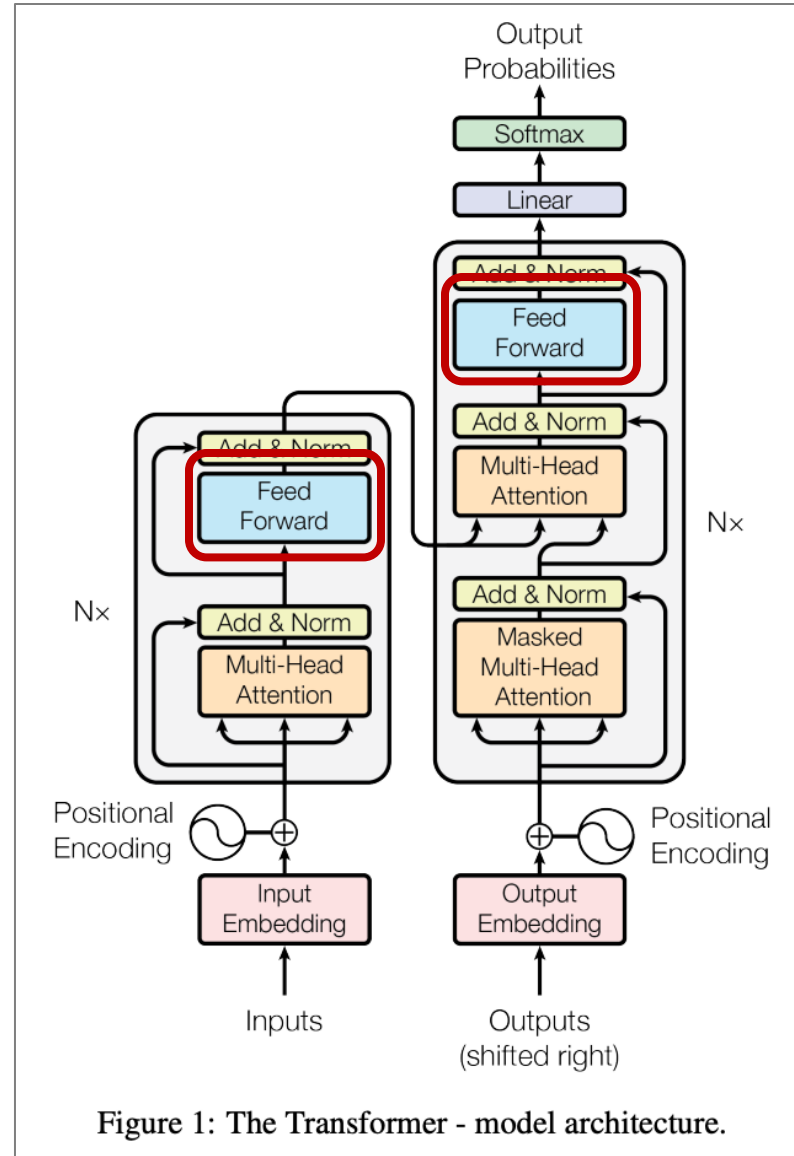 Output
Probabilities
Softmax
Linear
Add & Norm
Feed
Forward
Add & Norm
Multi-Head
Attention
Nx
Add & Norm
Masked
Multi-Head
Attention
Add & Norm
Feed
Forward
Nx
Add & Norm
Multi-Head
Attention
Positional
Encoding
Positional
Encoding
Input
Embedding
Output
Embedding
Inputs
Outputs
(shifted right)
Figure 1: The Transformer - model architecture.